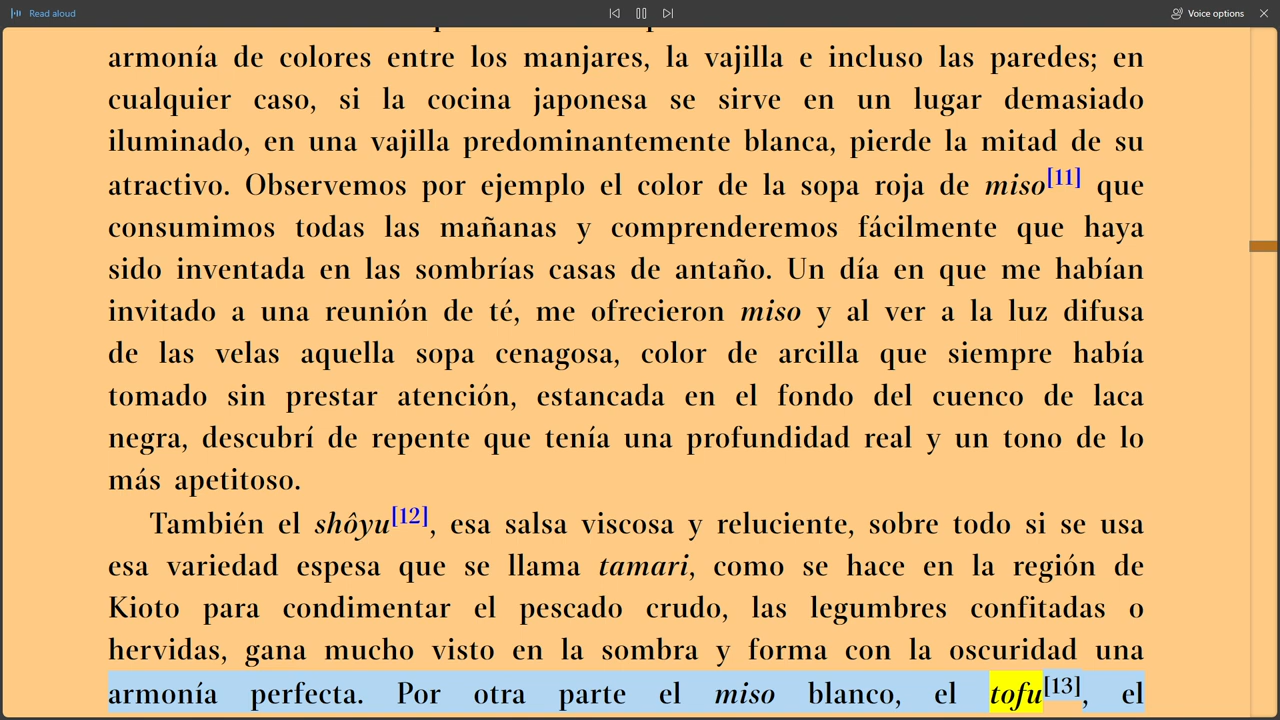 Read aloud
Voice options
armonía de colores entre los manjares, la vajilla e incluso las paredes; en
cualquier caso, si la cocina japonesa se sirve en un lugar demasiado
iluminado, en una vajilla predominantemente blanca, pierde la mitad de su
atractivo. Observemos por ejemplo el color de la sopa roja de miso[11] que
consumimos todas las mañanas y comprenderemos fácilmente que haya
sido inventada en las sombrías casas de antaño. Un día en que me habían
invitado a una reunión de té, me ofrecieron miso y al ver a la luz difusa
de las velas aquella sopa cenagosa, color de arcilla que siempre había
tomado sin prestar atención, estancada en el fondo del cuenco de laca
negra, descubrí de repente que tenía una profundidad real y un tono de lo
más apetitoso.
También el shôyu[12], esa salsa viscosa y reluciente, sobre todo si se usa
esa variedad espesa que se llama tamari, como se hace en la región de
Kioto para condimentar el pescado crudo, las legumbres confitadas o
hervidas, gana mucho visto en la sombra y forma con la oscuridad una
armonía perfecta. Por otra parte el miso blanco, el tofu[13], el